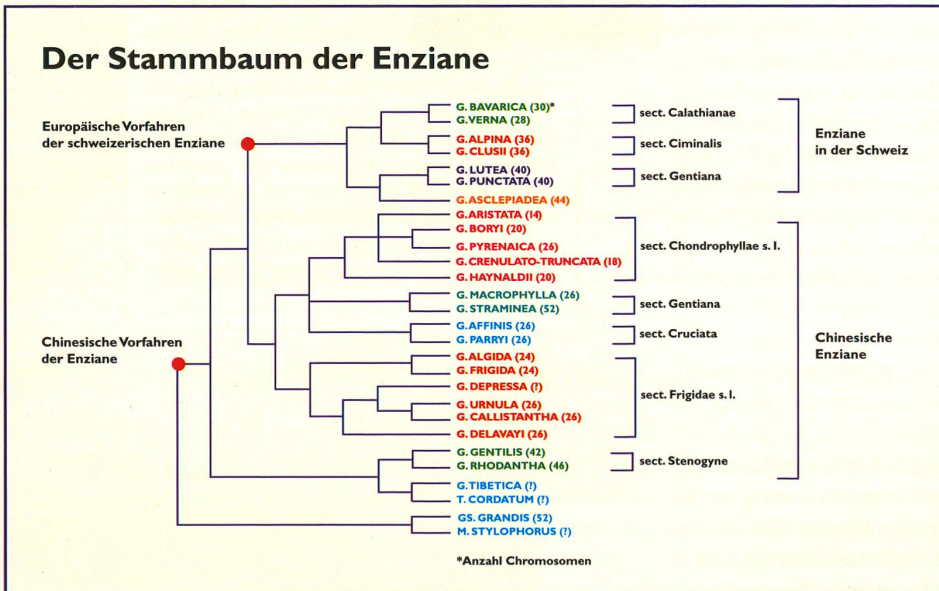 Der Stammbaum der Enziane
Europäische Vorfahren
der schweizerischen Enziane
Chinesische Vorfahren
der Enziane
G. BAVARICA (30)*
G. VERNA (28)
G. ALPINA (36)
G. CLUSII (36)
G. LUTEA (40)
G. PUNCTATA (40)
G. ASCLEPIADEA (44)
G. ARISTATA (14)
G. BORYI (20)
G. PYRENAICA (26)
G. CRENULATO-TRUNCATA (18)
G. HAYNALDII (20)
G. MACROPHYLLA (26)
G. STRAMINEA (52)
G. AFFINIS (26)
G. PARRYI (26)
G. ALGIDA (24)
G. FRIGIDA (24)
G. DEPRESSA (?)
G. URNULA (26)
G. CALLISTANTHA (26)
G. DELAVAYI (26)
G. GENTILIS (42)
G. RHODANTHA (46)
G. TIBETICA (?)
T. CORDATUM (?)
GS. GRANDIS (52)
M. STYLOPHORUS (?)
sect. Calathianae
sect. Ciminalis
sect. Gentiana
sect. Chondrophyllae s. l.
sect. Gentiana
sect. Cruciata
sect. Frigidae s. l.
sect. Stenogyne
Enziane
in der Schweiz
Chinesische
Enziane
*Anzahl Chromosomen